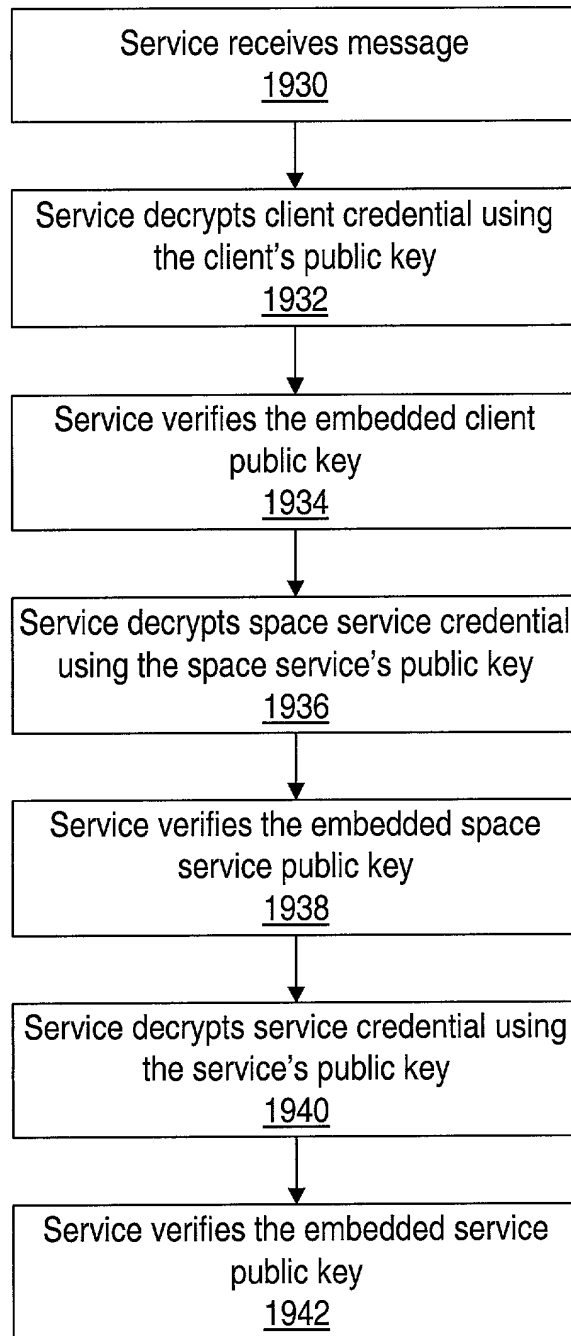 Service receives message
1930
Service decrypts client credential using
the client's public key
1932
Service verifies the embedded client
public key
1934
Service decrypts space service credential
using the space service's public key
1936
Service verifies the embedded space
service public key
1938
Service decrypts service credential using
the service's public key
1940
Service verifies the embedded service
public key
1942